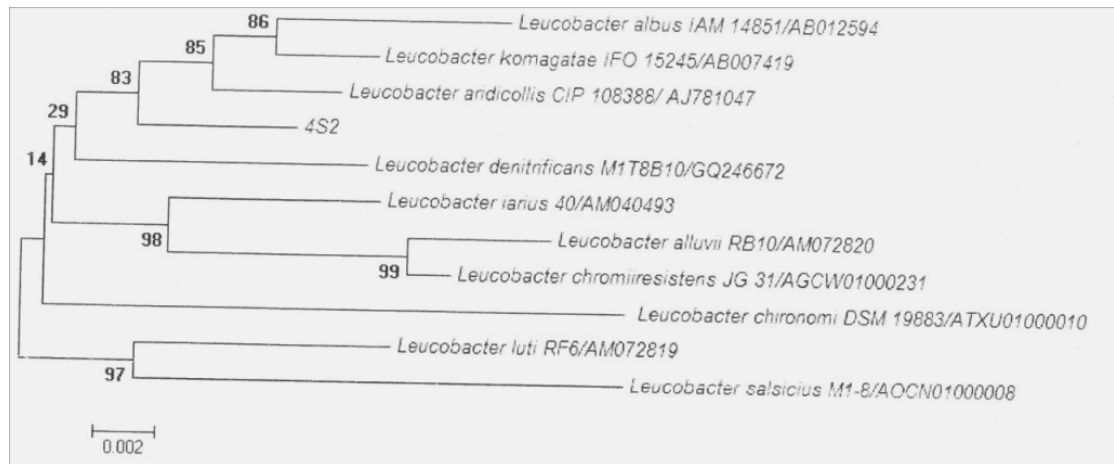 86
Leucobacter albus IAM 14851/AB012594
85
Leucobacter komagatae IFO 15245/AB007419
83
Leucobacter aridicollis CIP 108388/ AJ781047
29
4S2
14
Leucobacter denitrificans M1T8B10/GQ246672
Leucobacter iarius 40/AM040493
98
Leucobacter alluvii RB10/AM072820
99
Leucobacter chromiiresistens JG 31/AGCW01000231
Leucobacter chironomi DSM 19883/ATXU01000010
Leucobacter luti RF6/AM072819
97
Leucobacter salsicius M1-8/AOCN01000008
0.002